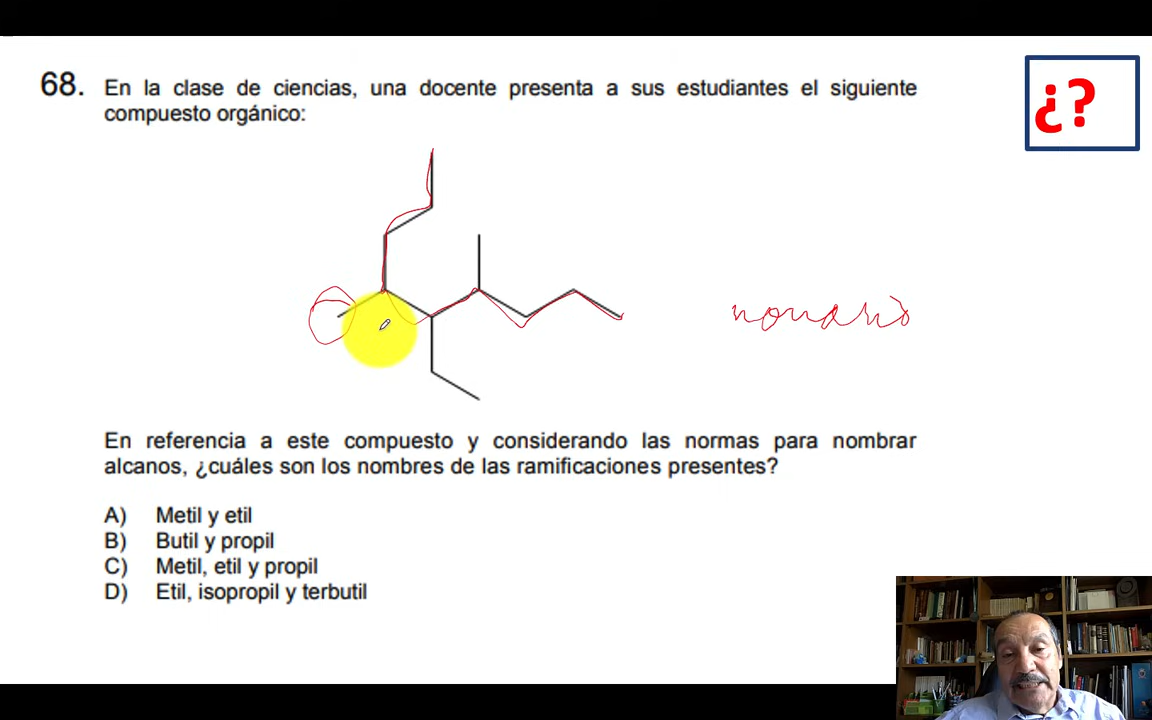 68. En la clase de ciencias, una docente presenta a sus estudiantes el siguiente
compuesto orgánico:
¿?
nonano
En referencia a este compuesto y considerando las normas para nombrar
alcanos, ¿cuáles son los nombres de las ramificaciones presentes?
A) Metil y etil
B) Butil y propil
C) Metil, etil y propil
D) Etil, isopropil y terbutil